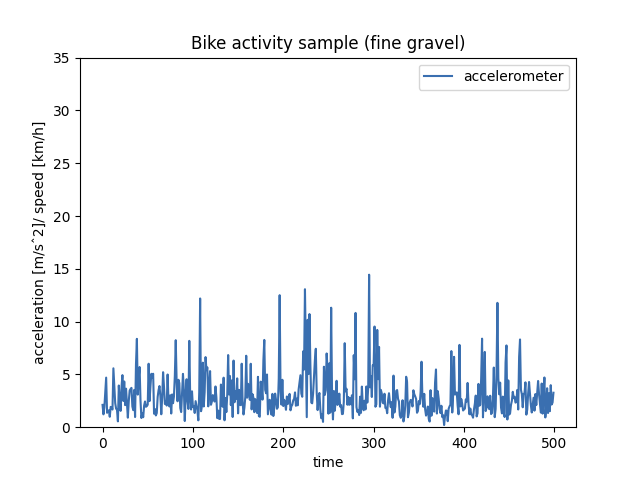 Bike activity sample (fine gravel)
accelerometer
35
30
25
20
15
10
5
0
acceleration [m/s^2]/ speed [km/h]
0 100 200 300 400 500
time